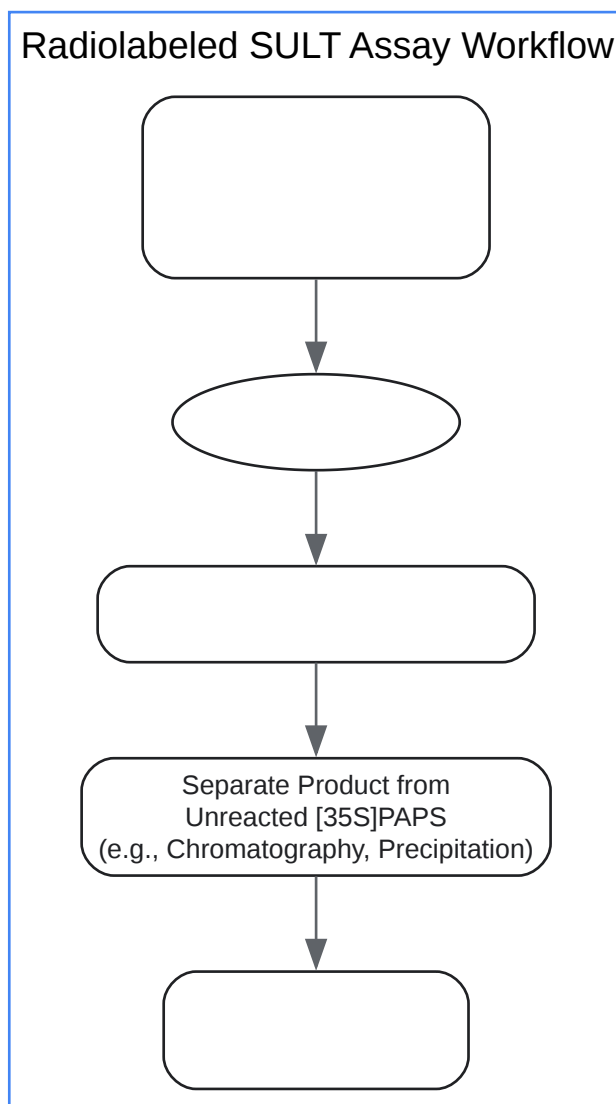 Radiolabeled SULT Assay Workflow
Separate Product from
Unreacted [35S]PAPS
(e.g., Chromatography, Precipitation)